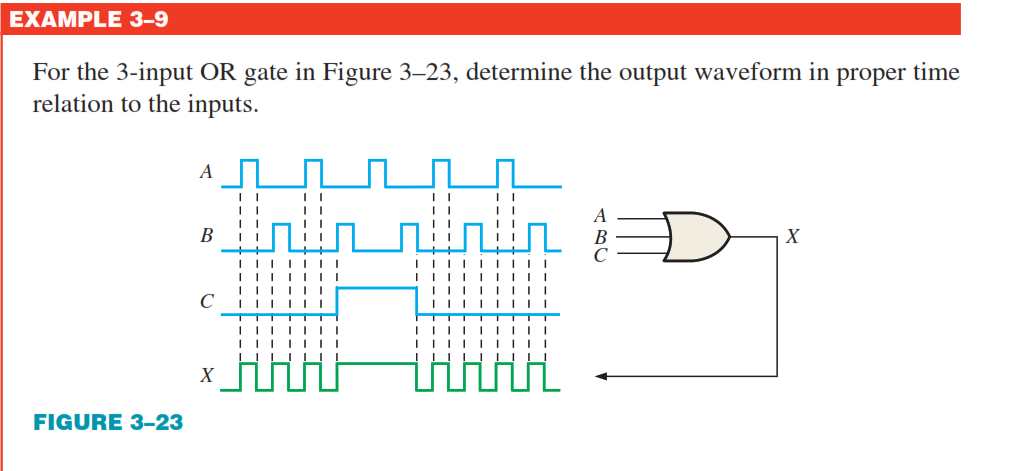 EXAMPLE 3–9
For the 3-input OR gate in Figure 3–23, determine the output waveform in proper time
relation to the inputs.
A
B
C
X
A
B
C
X
FIGURE 3–23